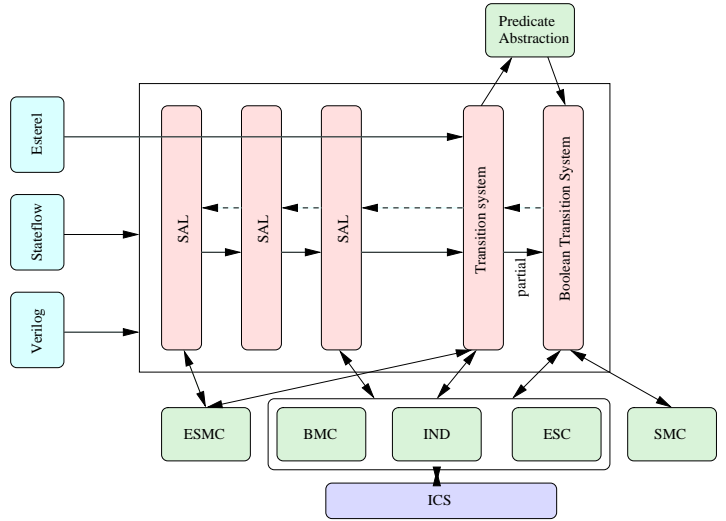 Predicate
Abstraction
Esterel
Stateflow
Verilog
SAL
SAL
SAL
Transition system
partial
Boolean Transition System
ESMC
BMC
IND
ESC
SMC
ICS